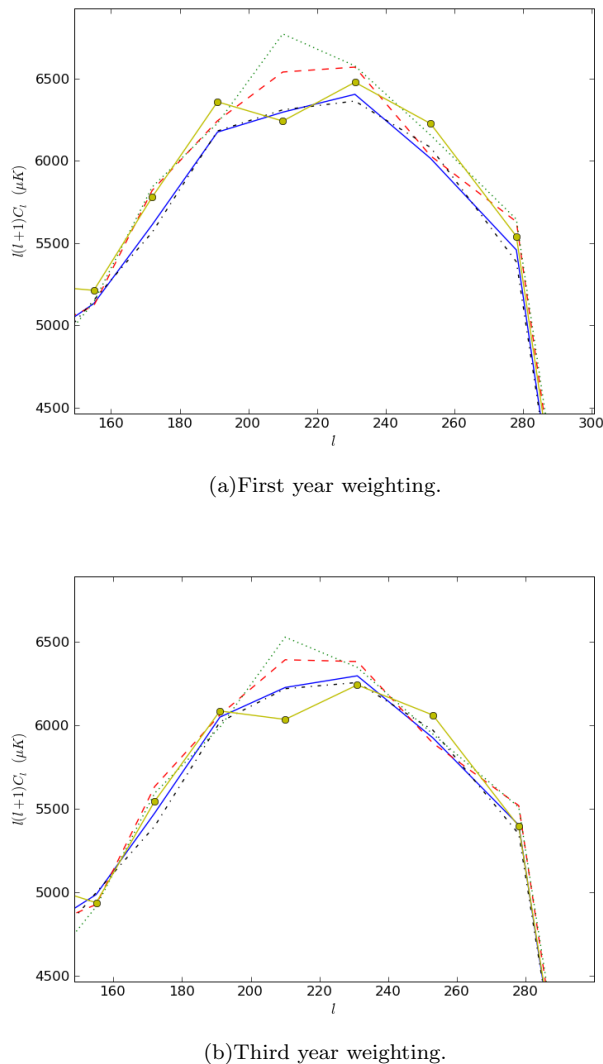 6500
6000
5500
5000
4500
l(l+1)C_l (μK)
160 180 200 220 240 260 280 300
l
(a)First year weighting.
6500
6000
5500
5000
4500
l(l+1)C_l (μK)
160 180 200 220 240 260 280
l
(b)Third year weighting.